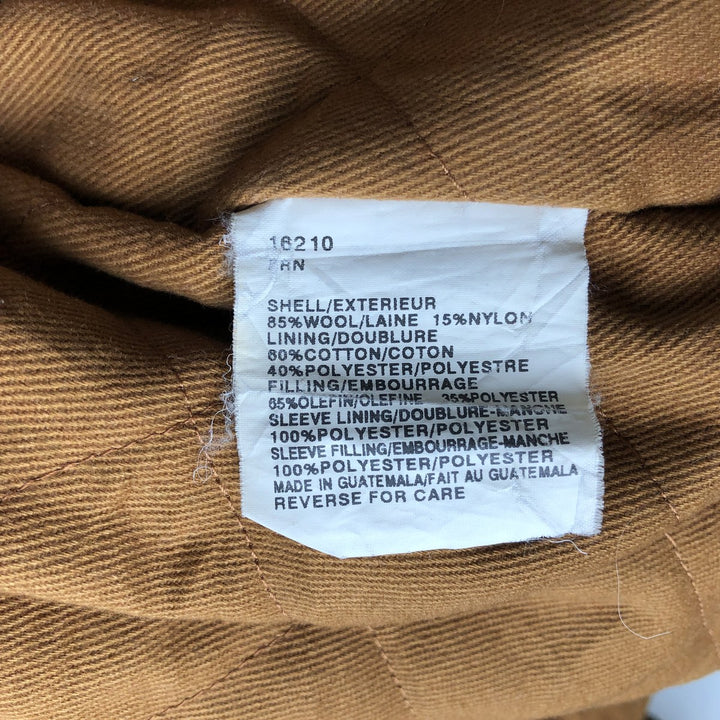 16210
FRN
SHELL/EXTERIEUR
85%WOOL/LAINE 15%NYLON
LINING/DOUBLURE
60%COTTON/COTON
40%POLYESTER/POLYESTRE
FILLING/EMBOURRAGE
65%OLEFIN/OLEFINE 35%POLYESTER
SLEEVE LINING/DOUBLURE-MANCHE
100%POLYESTER/POLYESTER
SLEEVE FILLING/EMBOURRAGE-MANCHE
100%POLYESTER/POLYESTER
MADE IN GUATEMALA/FAIT AU GUATEMALA
REVERSE FOR CARE